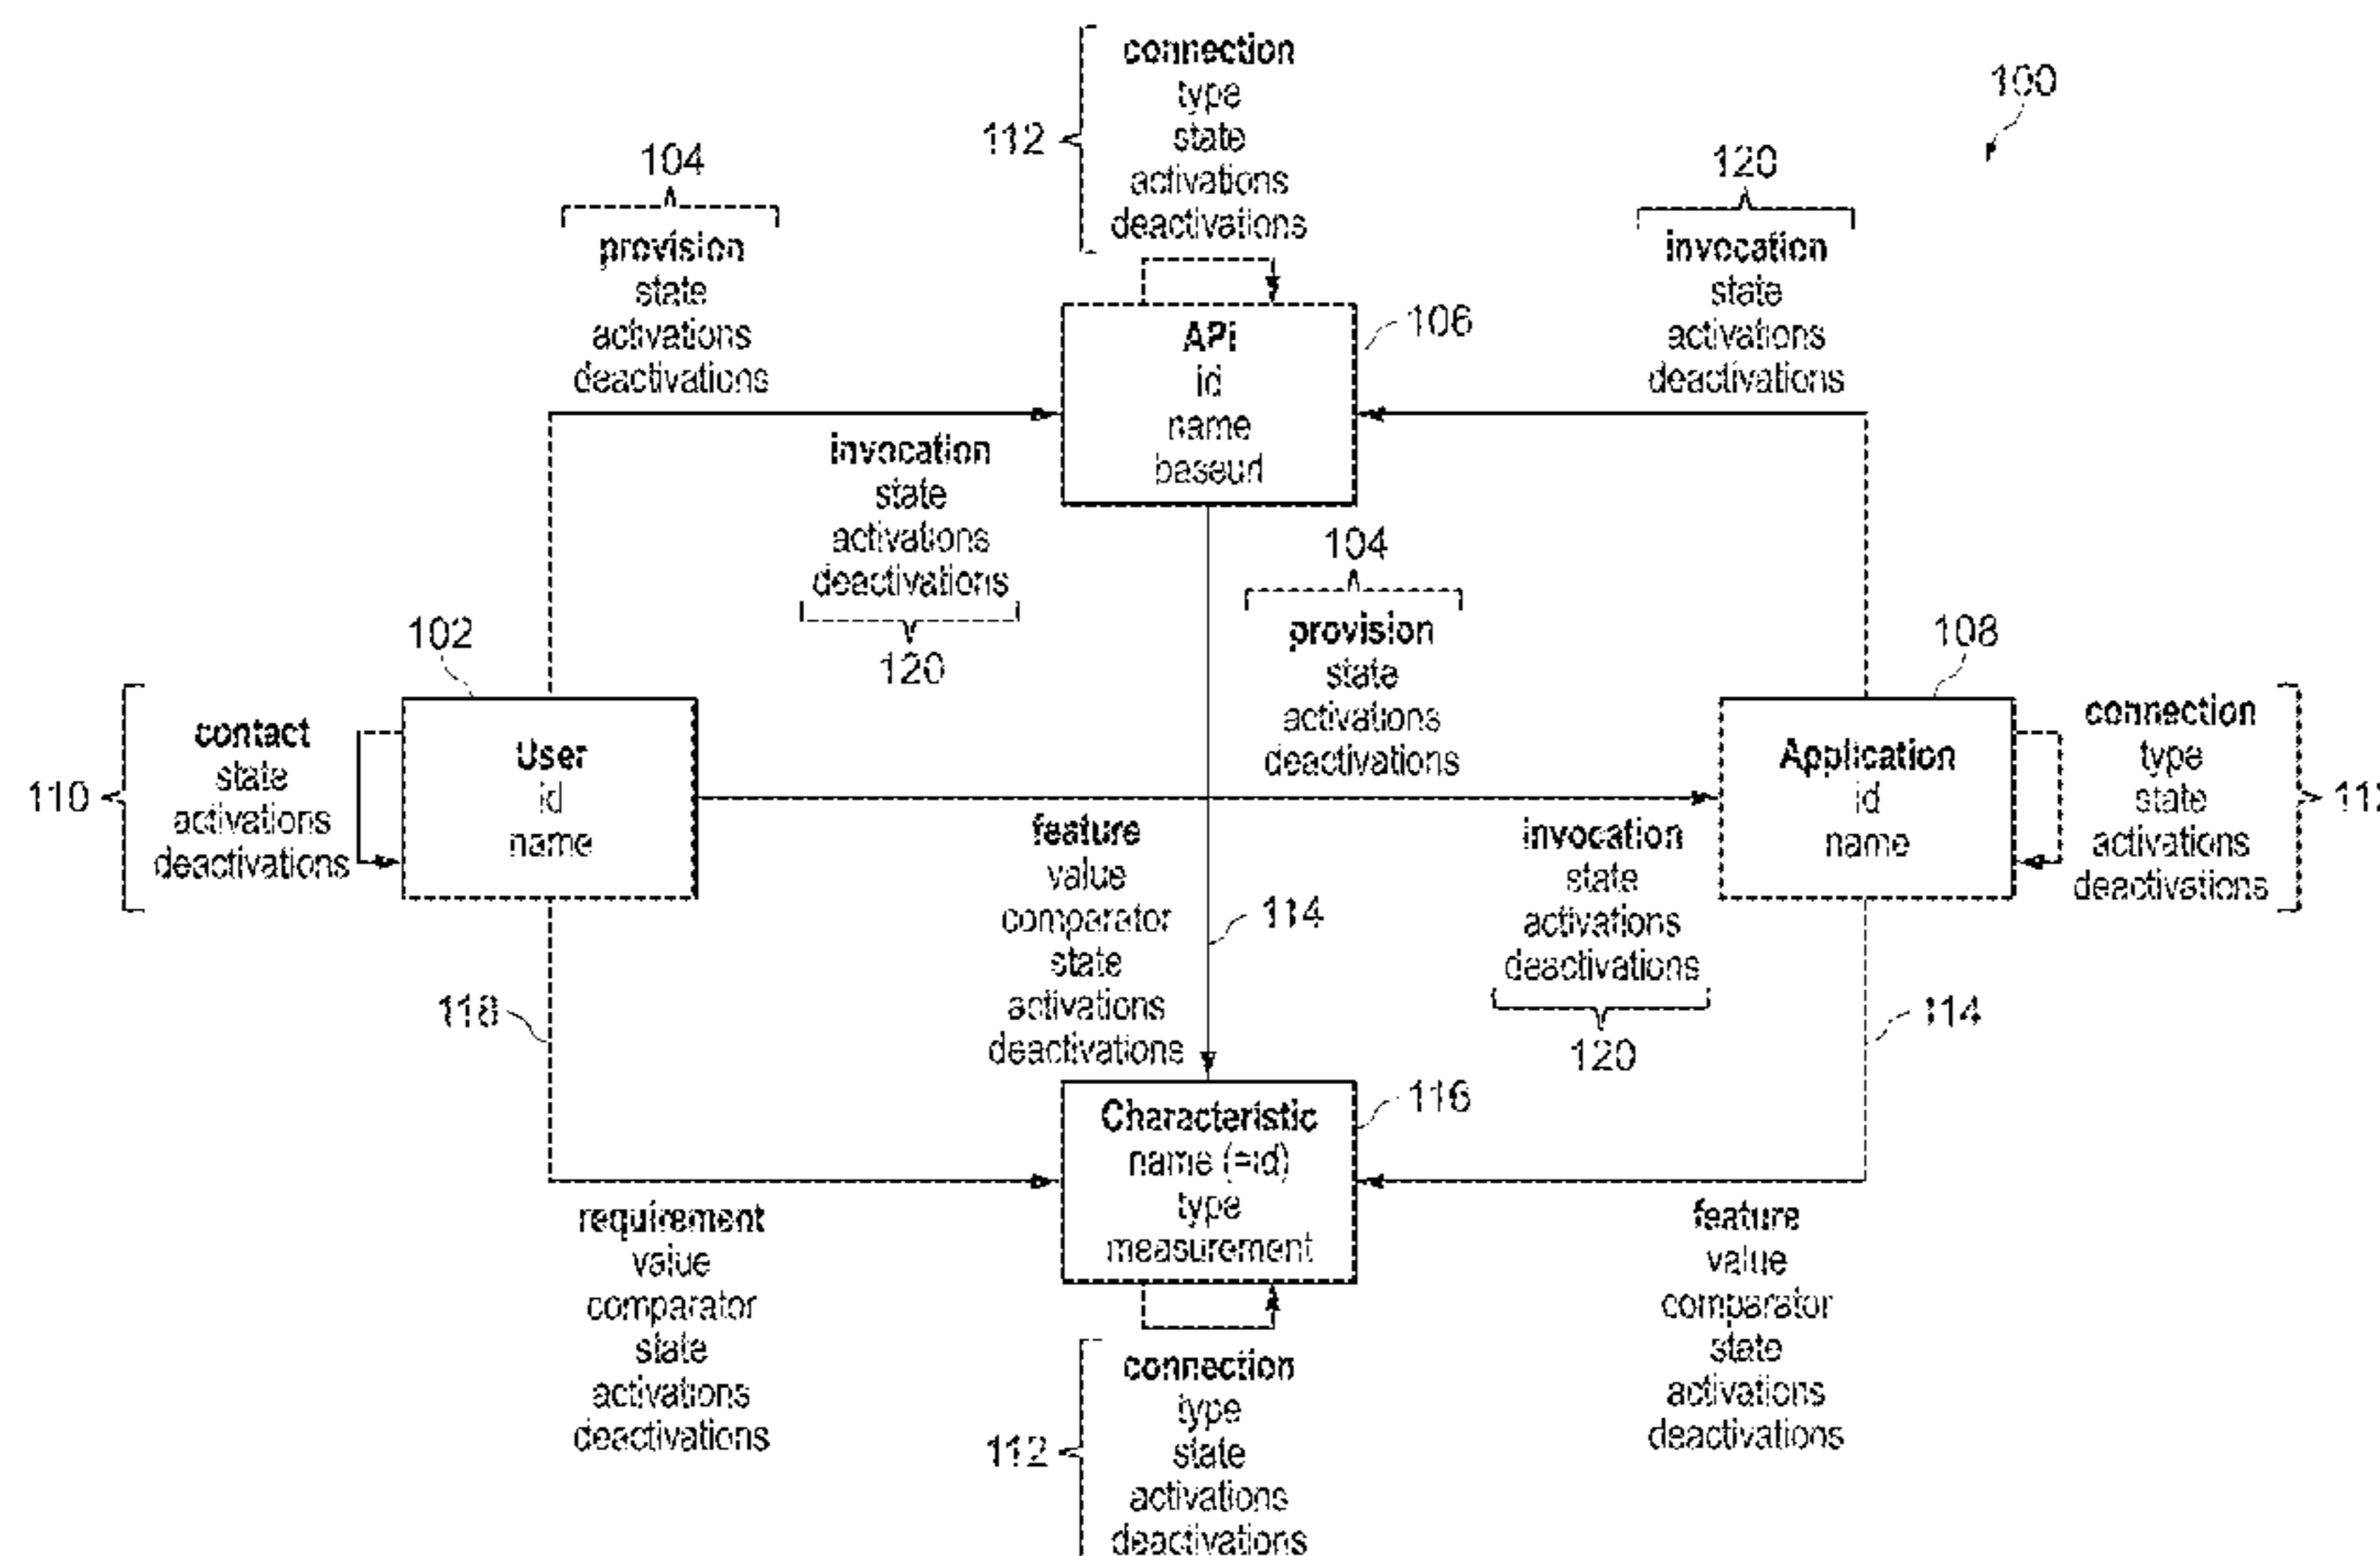 connection
type
state
activations
deactivations
112
100
104
provision
state
activations
deactivations
120
invocation
state
activations
deactivations
API
id
name
baseurl
106
invocation
state
activations
deactivations
120
104
provision
state
activations
deactivations
102
User
id
name
110
contact
state
activations
deactivations
108
Application
id
name
connection
type
state
activations
deactivations
feature
value
comparator
state
activations
deactivations
114
invocation
state
activations
deactivations
120
118
114
Characteristic
name (=id)
type
measurement
116
requirement
value
comparator
state
activations
deactivations
feature
value
comparator
state
activations
deactivations
112
connection
type
state
activations
deactivations